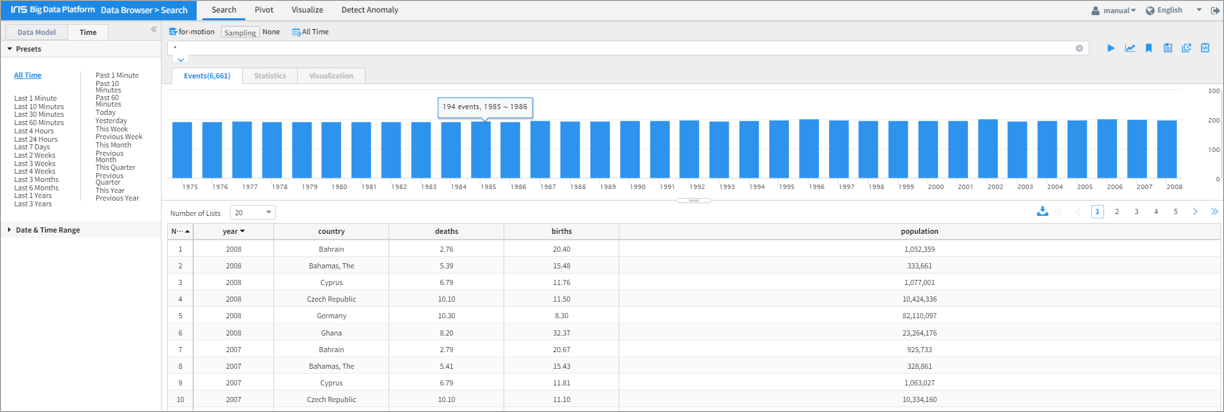 IRIS Big Data Platform Data Browser > Search Search Pivot Visualize Detect Anomaly manual English
Data Model Time
for-motion Sampling None All Time
Presets
*
All Time
Last 1 Minute
Last 10 Minutes
Last 30 Minutes
Last 60 Minutes
Last 4 Hours
Last 24 Hours
Last 7 Days
Last 2 Weeks
Last 3 Weeks
Last 4 Weeks
Last 3 Months
Last 6 Months
Last 1 Years
Last 3 Years
Past 1 Minute
Past 10
Minutes
Past 60
Minutes
Today
Yesterday
This Week
Previous Week
This Month
Previous
Month
This Quarter
Previous
Quarter
This Year
Previous Year
Date & Time Range
Events(6,661) Statistics Visualization
194 events, 1985 ~ 1986
300
200
100
0
1975 1976 1977 1978 1979 1980 1981 1982 1983 1984 1985 1986 1987 1988 1989 1990 1991 1992 1993 1994 1995 1996 1997 1998 1999 2000 2001 2002 2003 2004 2005 2006 2007 2008
Number of Lists 20 1 2 3 4 5
N... year country deaths births population
1 2008 Bahrain 2.76 20.40 1,052,359
2 2008 Bahamas, The 5.39 15.48 333,661
3 2008 Cyprus 6.79 11.76 1,077,001
4 2008 Czech Republic 10.10 11.50 10,424,336
5 2008 Germany 10.30 8.30 82,110,097
6 2008 Ghana 8.20 32.37 23,264,176
7 2007 Bahrain 2.79 20.67 925,733
8 2007 Bahamas, The 5.41 15.43 328,861
9 2007 Cyprus 6.79 11.81 1,063,027
10 2007 Czech Republic 10.10 11.10 10,334,160